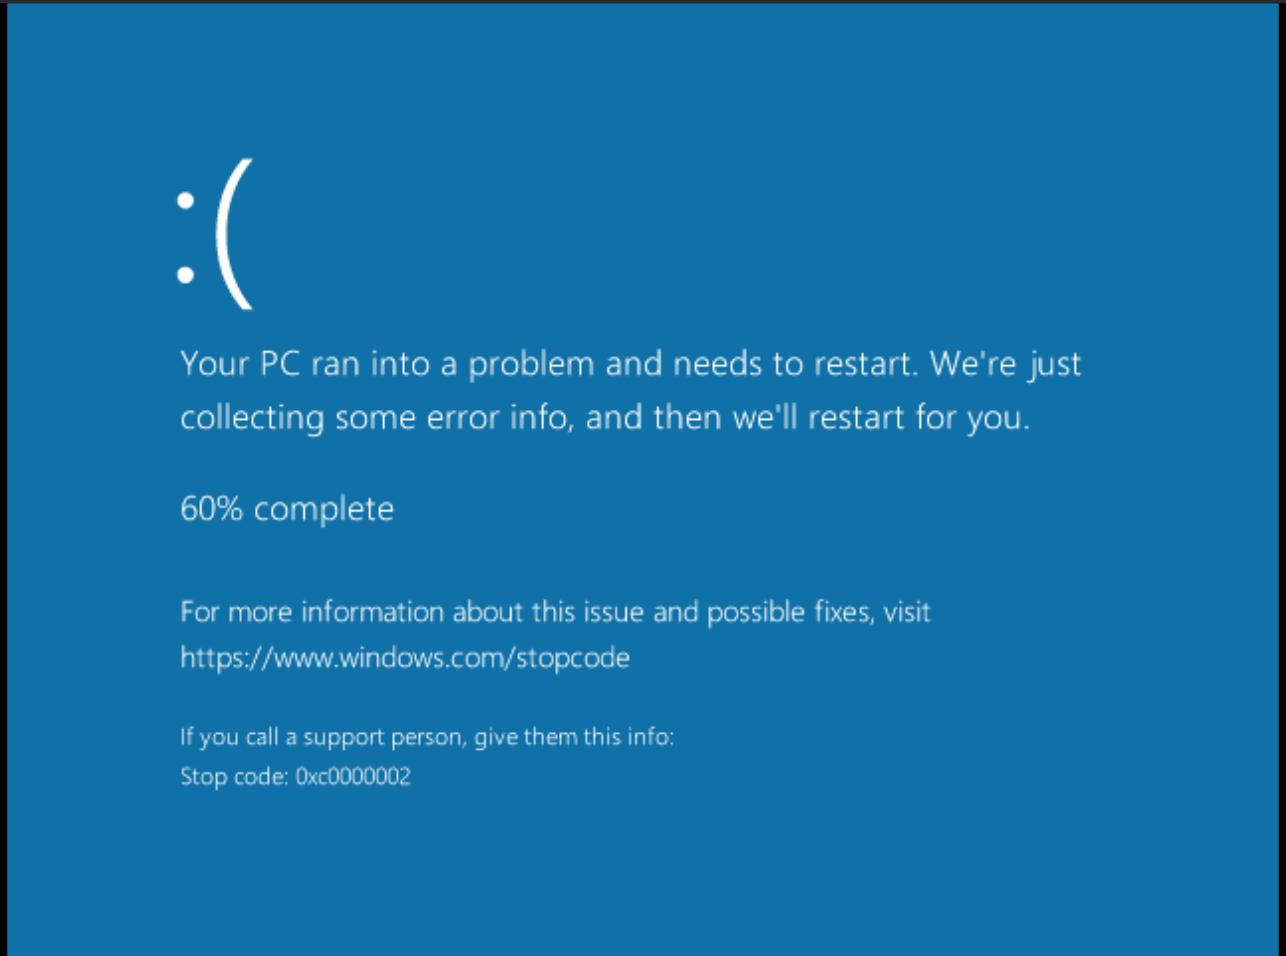 :(
Your PC ran into a problem and needs to restart. We're just
collecting some error info, and then we'll restart for you.
60% complete
For more information about this issue and possible fixes, visit
https://www.windows.com/stopcode
If you call a support person, give them this info:
Stop code: 0xc0000002